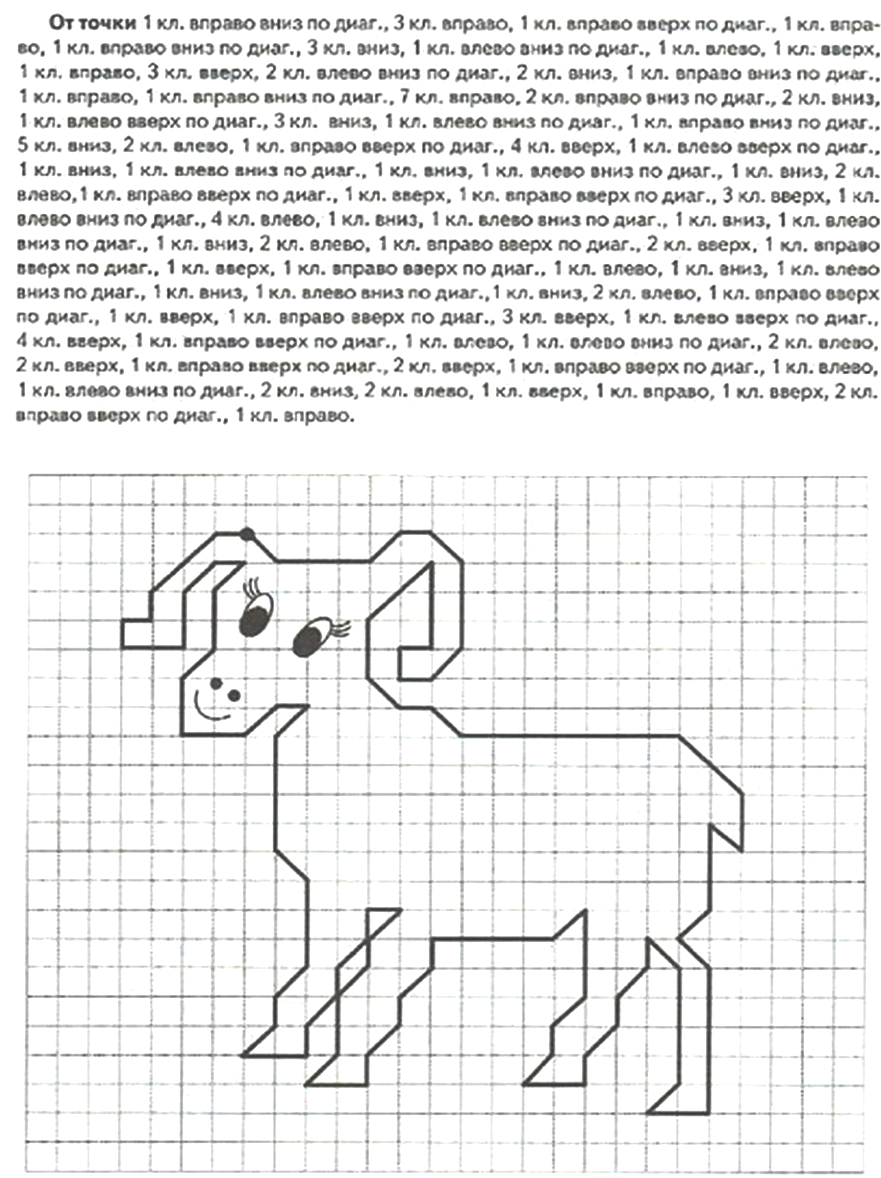 От точки 1 кл. вправо вниз по диаг., 3 кл. вправо, 1 кл. вправо вверх по диаг., 1 кл. впра-
во, 1 кл. вправо вниз по диаг., 3 кл. вниз, 1 кл. влево вниз по диаг., 1 кл. влево, 1 кл. вверх,
1 кл. вправо, 3 кл. вверх, 2 кл. влево вниз по диаг., 2 кл. вниз, 1 кл. вправо вниз по диаг.,
1 кл. вправо, 1 кл. вправо вниз по диаг., 7 кл. вправо, 2 кл. вправо вниз по диаг., 2 кл. вниз,
1 кл. влево вверх по диаг., 3 кл. вниз, 1 кл. влево вниз по диаг., 1 кл. вправо вниз по диаг.,
5 кл. вниз, 2 кл. влево, 1 кл. вправо вверх по диаг., 4 кл. вверх, 1 кл. влево вверх по диаг.,
1 кл. вниз, 1 кл. влево вниз по диаг., 1 кл. вниз, 1 кл. влево вниз по диаг., 1 кл. вниз, 2 кл.
влево,1 кл. вправо вверх по диаг., 1 кл. вверх, 1 кл. вправо вверх по диаг., 3 кл. вверх, 1 кл.
влево вниз по диаг., 4 кл. влево, 1 кл. вниз, 1 кл. влево вниз по диаг., 1 кл. вниз, 1 кл. влево
вниз по диаг., 1 кл. вниз, 2 кл. влево, 1 кл. вправо вверх по диаг., 2 кл. вверх, 1 кл. вправо
вверх по диаг., 1 кл. вверх, 1 кл. вправо вверх по диаг., 1 кл. влево, 1 кл. вниз, 1 кл. влево
вниз по диаг., 1 кл. вниз, 1 кл. влево вниз по диаг.,1 кл. вниз, 2 кл. влево, 1 кл. вправо вверх
по диаг., 1 кл. вверх, 1 кл. вправо вверх по диаг., 3 кл. вверх, 1 кл. влево вверх по диаг.,
4 кл. вверх, 1 кл. вправо вверх по диаг., 1 кл. влево, 1 кл. влево вниз по диаг., 2 кл. влево,
2 кл. вверх, 1 кл. вправо вверх по диаг., 2 кл. вверх, 1 кл. вправо вверх по диаг., 1 кл. влево,
1 кл. влево вниз по диаг., 2 кл. вниз, 2 кл. влево, 1 кл. вверх, 1 кл. вправо, 1 кл. вверх, 2 кл.
вправо вверх по диаг., 1 кл. вправо.